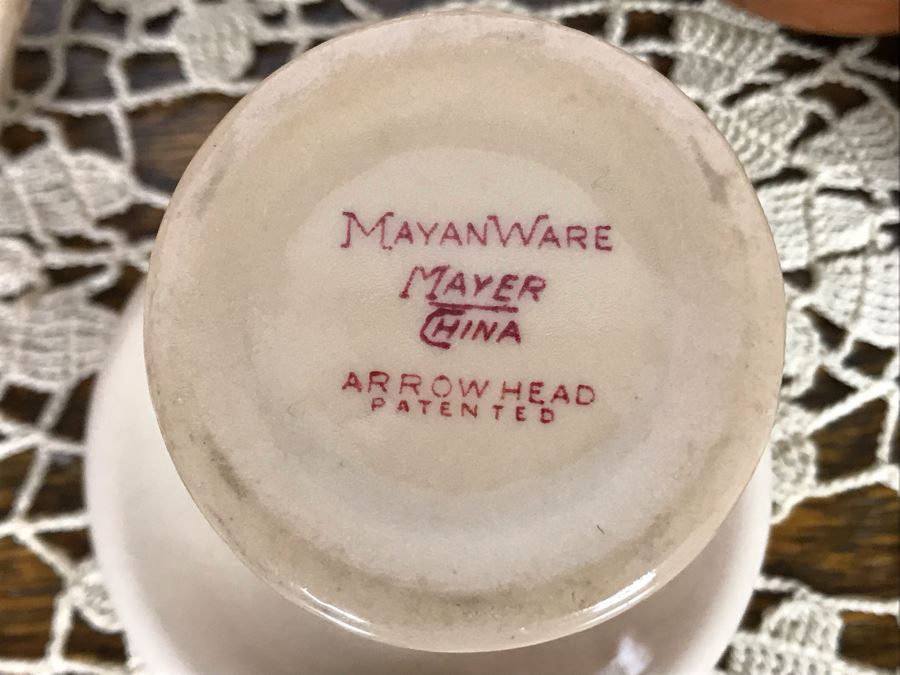 MAYANWARE
MAYER
CHINA
ARROWHEAD
PATENTED